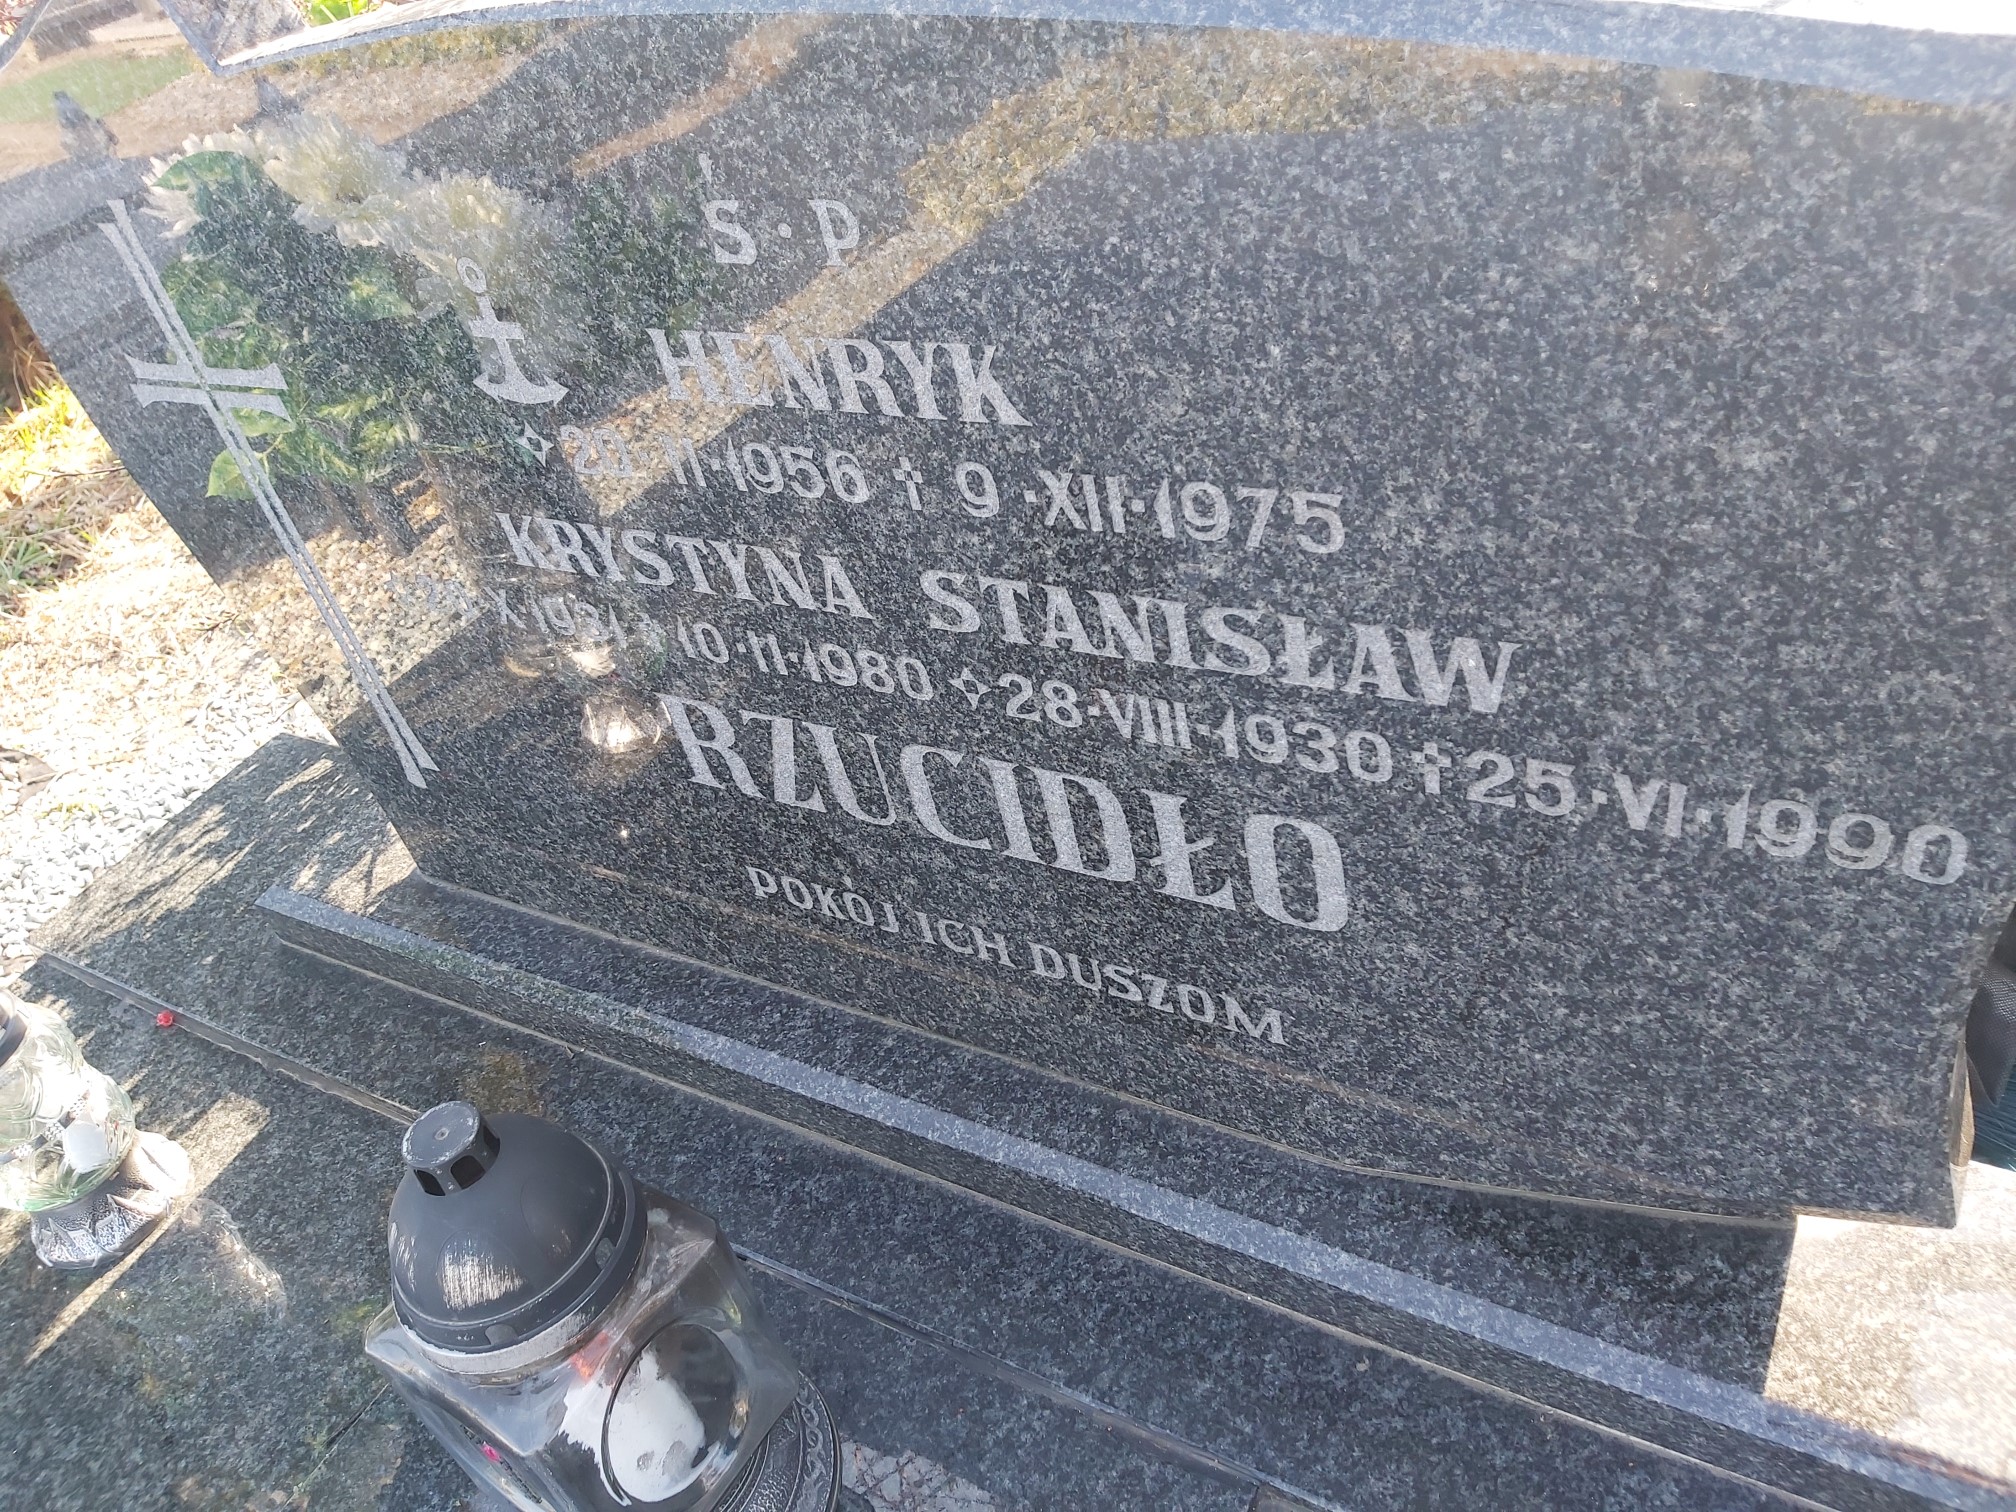 Ś·P
HENRYK
20·II·1956 † 9·XII·1975
KRYSTYNA STANISŁAW
X·1931 † 10·II·1980 28·VIII·1930 † 25·VI·1990
RZUCIDŁO
POKÓJ ICH DUSZOM